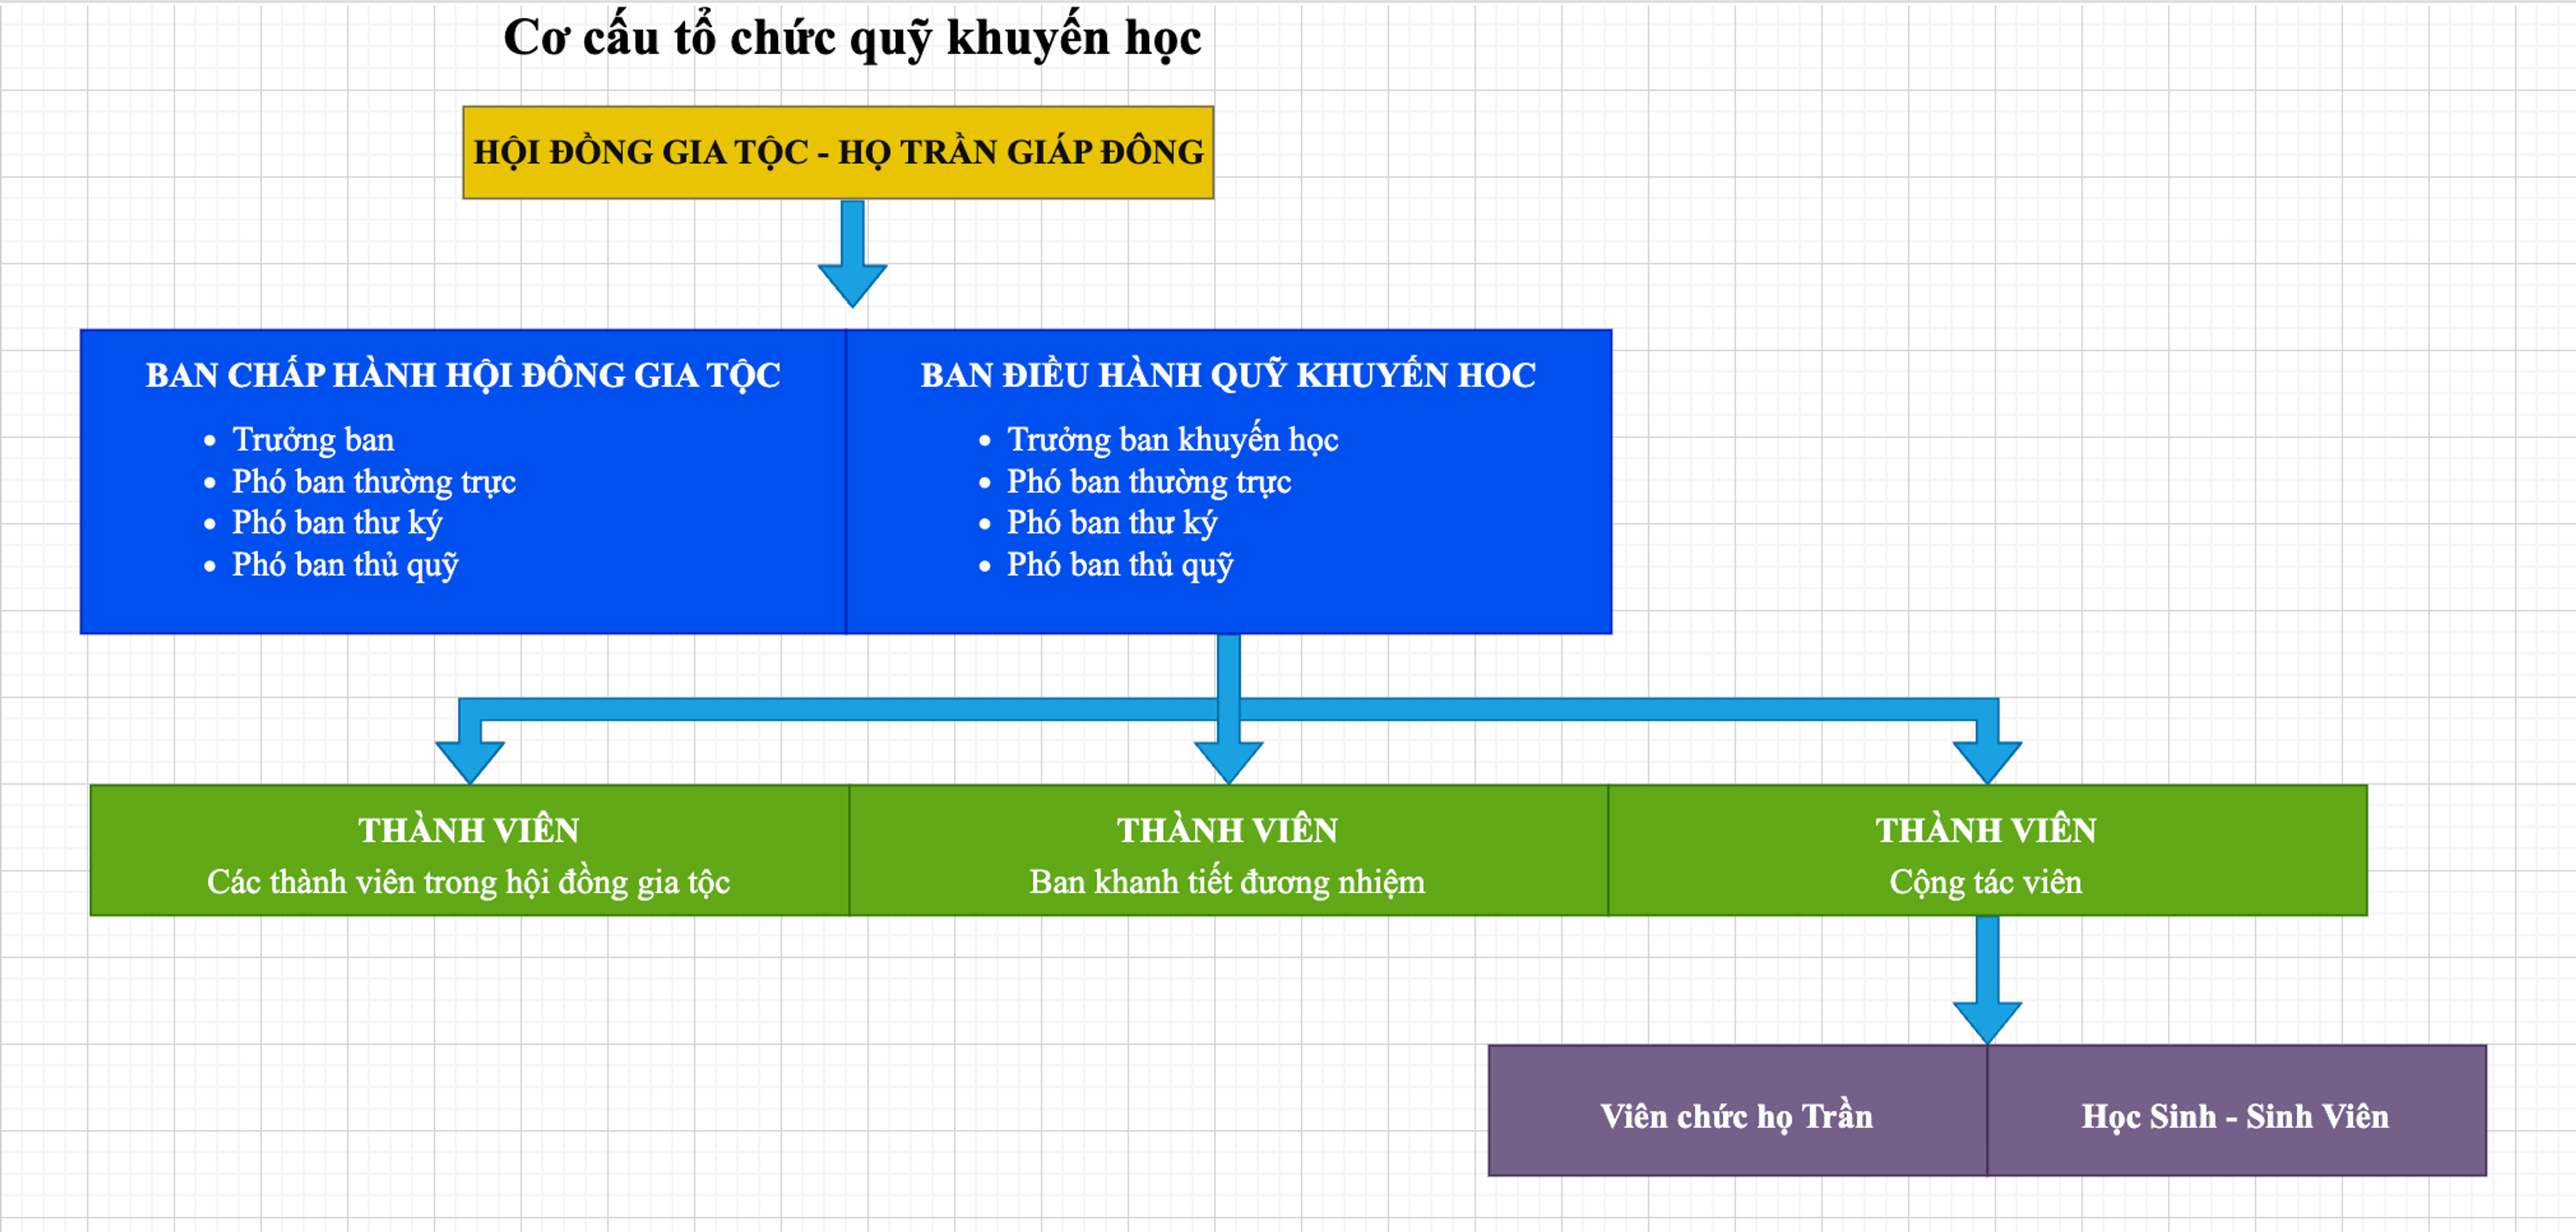 Cơ cấu tổ chức quỹ khuyến học
HỘI ĐỒNG GIA TỘC - HỌ TRẦN GIÁP ĐÔNG
BAN CHẤP HÀNH HỘI ĐÔNG GIA TỘC
Trưởng ban
Phó ban thường trực
Phó ban thư ký
Phó ban thủ quỹ
BAN ĐIỀU HÀNH QUỸ KHUYẾN HOC
Trưởng ban khuyến học
Phó ban thường trực
Phó ban thư ký
Phó ban thủ quỹ
THÀNH VIÊN
Các thành viên trong hội đồng gia tộc
THÀNH VIÊN
Ban khanh tiết đương nhiệm
THÀNH VIÊN
Cộng tác viên
Viên chức họ Trần
Học Sinh - Sinh Viên